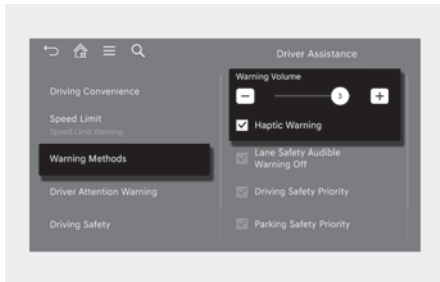 Driver Assistance
Driving Convenience
Speed Limit
Speed Limit Warning
Warning Methods
Driver Attention Warning
Driving Safety
Warning Volume
3
Haptic Warning
Lane Safety Audible
Warning Off
Driving Safety Priority
Parking Safety Priority